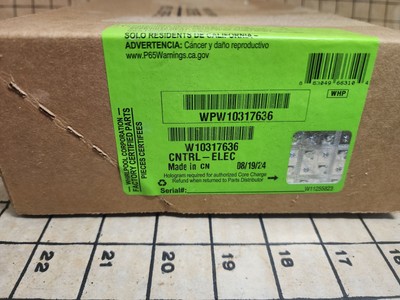 SOLO RESIDENTES DE CALIFORNIA
ADVERTENCIA: Cáncer y daño reproductivo
www.P65Warnings.ca.gov
WHP
WPW10317636
WHIRLPOOL CORPORATION
FACTORY CERTIFIED PARTS
PIECES CERTIFIEES
W10317636
CNTRL-ELEC
Made in CN 08/19/24
Hologram required for authorized Core Charge
Refund when returned to Parts Distributor
Serial#:
22
21
20
19
18
17